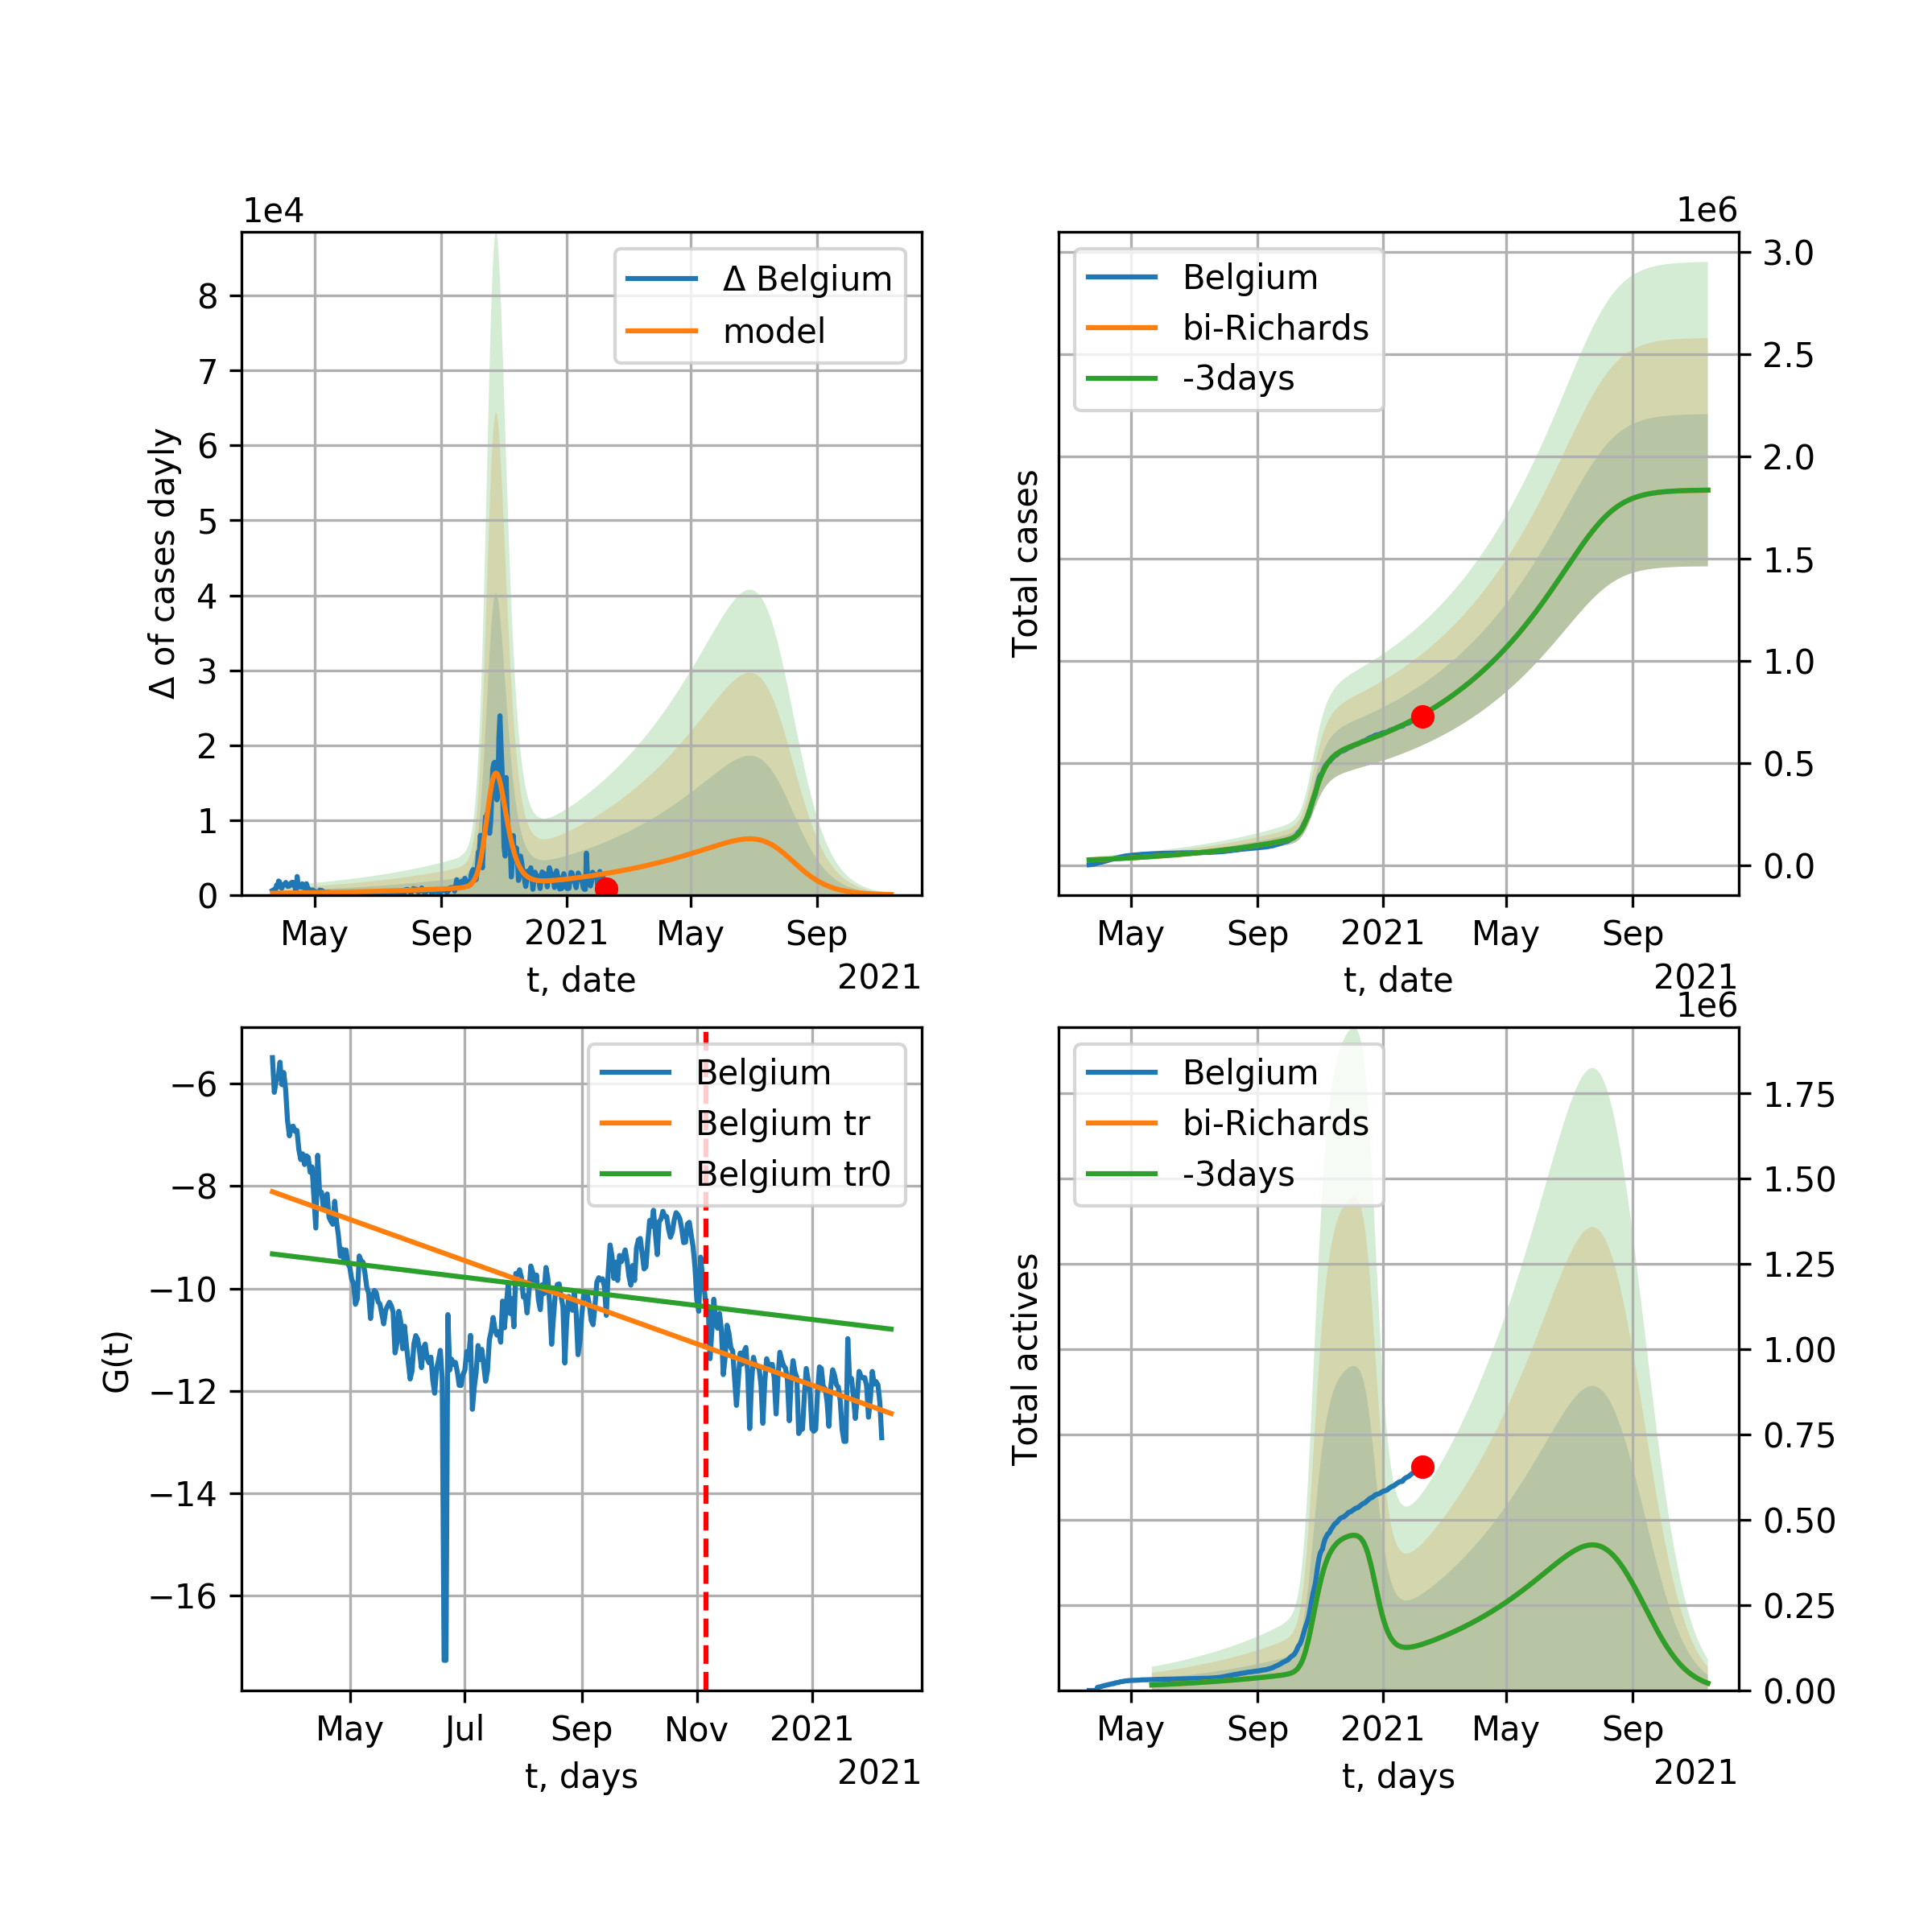 1e4
Δ Belgium
model
8
7
6
5
4
3
2
1
0
Δ of cases dayly
May Sep 2021 May Sep
t, date
2021
1e6
Belgium
bi-Richards
-3days
3.0
2.5
2.0
1.5
1.0
0.5
0.0
Total cases
May Sep 2021 May Sep
t, date
2021
Belgium
Belgium tr
Belgium tr0
−6
−8
−10
−12
−14
−16
G(t)
May Jul Sep Nov 2021
t, days
2021
1e6
Belgium
bi-Richards
-3days
1.75
1.50
1.25
1.00
0.75
0.50
0.25
0.00
Total actives
May Sep 2021 May Sep
t, days
2021